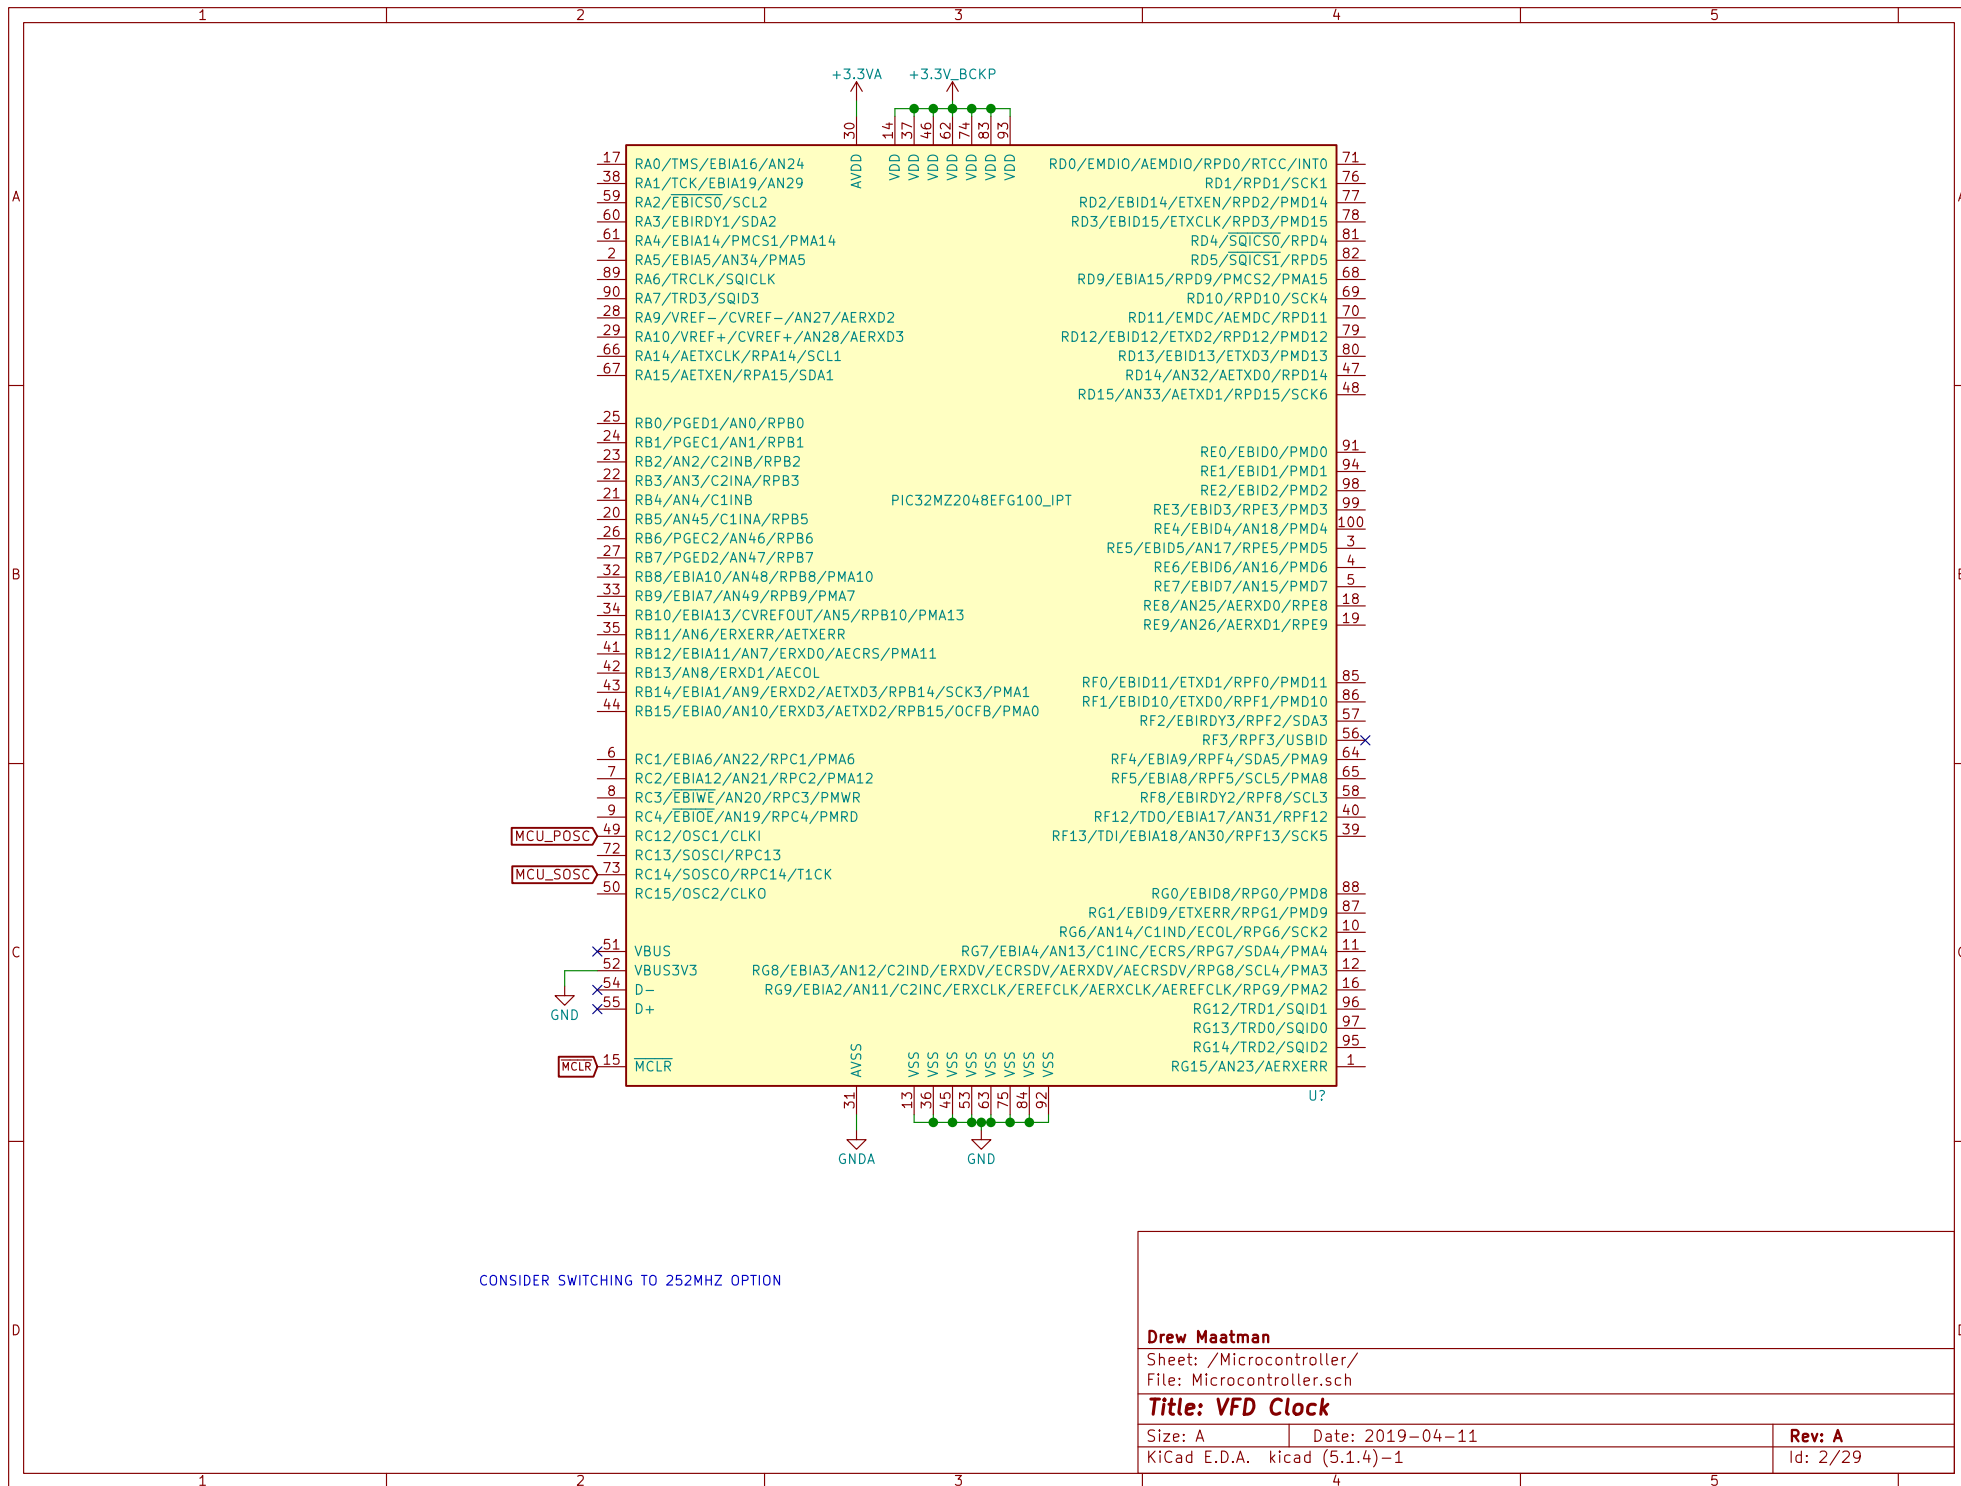 1 2 3 4 5
+3.3VA +3.3V_BCKP
30 14 37 46 62 74 83 93
AVDD VDD VDD VDD VDD VDD VDD VDD
17 RA0/TMS/EBIA16/AN24 RD0/EMDIO/AEMDIO/RPD0/RTCC/INT0 71
38 RA1/TCK/EBIA19/AN29 RD1/RPD1/SCK1 76
A 59 RA2/EBICS0/SCL2 RD2/EBID14/ETXEN/RPD2/PMD14 77
60 RA3/EBIRDY1/SDA2 RD3/EBID15/ETXCLK/RPD3/PMD15 78
61 RA4/EBIA14/PMCS1/PMA14 RD4/SQICS0/RPD4 81
2 RA5/EBIA5/AN34/PMA5 RD5/SQICS1/RPD5 82
89 RA6/TRCLK/SQICLK RD9/EBIA15/RPD9/PMCS2/PMA15 68
90 RA7/TRD3/SQID3 RD10/RPD10/SCK4 69
28 RA9/VREF-/CVREF-/AN27/AERXD2 RD11/EMDC/AEMDC/RPD11 70
29 RA10/VREF+/CVREF+/AN28/AERXD3 RD12/EBID12/ETXD2/RPD12/PMD12 79
66 RA14/AETXCLK/RPA14/SCL1 RD13/EBID13/ETXD3/PMD13 80
67 RA15/AETXEN/RPA15/SDA1 RD14/AN32/AETXD0/RPD14 47
RD15/AN33/AETXD1/RPD15/SCK6 48
25 RB0/PGED1/AN0/RPB0
24 RB1/PGEC1/AN1/RPB1 RE0/EBID0/PMD0 91
23 RB2/AN2/C2INB/RPB2 RE1/EBID1/PMD1 94
22 RB3/AN3/C2INA/RPB3 RE2/EBID2/PMD2 98
21 RB4/AN4/C1INB PIC32MZ2048EFG100_IPT RE3/EBID3/RPE3/PMD3 99
20 RB5/AN45/C1INA/RPB5 RE4/EBID4/AN18/PMD4 100
26 RB6/PGEC2/AN46/RPB6 RE5/EBID5/AN17/RPE5/PMD5 3
27 RB7/PGED2/AN47/RPB7 RE6/EBID6/AN16/PMD6 4
B 32 RB8/EBIA10/AN48/RPB8/PMA10 RE7/EBID7/AN15/PMD7 5
33 RB9/EBIA7/AN49/RPB9/PMA7 RE8/AN25/AERXD0/RPE8 18
34 RB10/EBIA13/CVREFOUT/AN5/RPB10/PMA13 RE9/AN26/AERXD1/RPE9 19
35 RB11/AN6/ERXERR/AETXERR
41 RB12/EBIA11/AN7/ERXD0/AECRS/PMA11
42 RB13/AN8/ERXD1/AECOL RF0/EBID11/ETXD1/RPF0/PMD11 85
43 RB14/EBIA1/AN9/ERXD2/AETXD3/RPB14/SCK3/PMA1 RF1/EBID10/ETXD0/RPF1/PMD10 86
44 RB15/EBIA0/AN10/ERXD3/AETXD2/RPB15/OCFB/PMA0 RF2/EBIRDY3/RPF2/SDA3 57
RF3/RPF3/USBID 56
6 RC1/EBIA6/AN22/RPC1/PMA6 RF4/EBIA9/RPF4/SDA5/PMA9 64
7 RC2/EBIA12/AN21/RPC2/PMA12 RF5/EBIA8/RPF5/SCL5/PMA8 65
8 RC3/EBIWE/AN20/RPC3/PMWR RF8/EBIRDY2/RPF8/SCL3 58
9 RC4/EBIOE/AN19/RPC4/PMRD RF12/TDO/EBIA17/AN31/RPF12 40
MCU_POSC 49 RC12/OSC1/CLKI RF13/TDI/EBIA18/AN30/RPF13/SCK5 39
72 RC13/SOSCI/RPC13
MCU_SOSC 73 RC14/SOSCO/RPC14/T1CK
50 RC15/OSC2/CLKO RG0/EBID8/RPG0/PMD8 88
RG1/EBID9/ETXERR/RPG1/PMD9 87
RG6/AN14/C1IND/ECOL/RPG6/SCK2 10
C 51 VBUS RG7/EBIA4/AN13/C1INC/ECRS/RPG7/SDA4/PMA4 11
52 VBUS3V3 RG8/EBIA3/AN12/C2IND/ERXDV/ECRSDV/AERXDV/AECRSDV/RPG8/SCL4/PMA3 12
54 D- RG9/EBIA2/AN11/C2INC/ERXCLK/EREFCLK/AERXCLK/AEREFCLK/RPG9/PMA2 16
GND 55 D+ RG12/TRD1/SQID1 96
RG13/TRD0/SQID0 97
RG14/TRD2/SQID2 95
MCLR 15 MCLR RG15/AN23/AERXERR 1
AVSS VSS VSS VSS VSS VSS VSS VSS VSS
U?
31 13 36 45 53 63 75 84 92
GNDA GND
CONSIDER SWITCHING TO 252MHZ OPTION
D
Drew Maatman
Sheet: /Microcontroller/
File: Microcontroller.sch
Title: VFD Clock
Size: A Date: 2019-04-11 Rev: A
KiCad E.D.A. kicad (5.1.4)-1 Id: 2/29
1 2 3 4 5